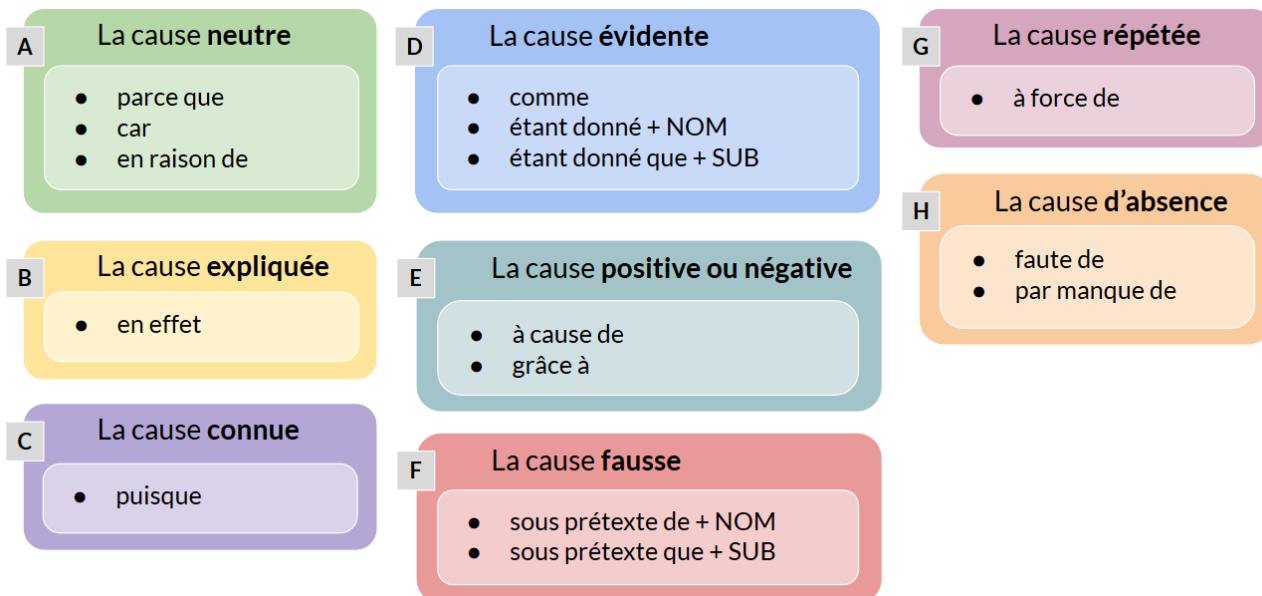 A
La cause neutre
● parce que
● car
● en raison de
B
La cause expliquée
● en effet
C
La cause connue
● puisque
D
La cause évidente
● comme
● étant donné + NOM
● étant donné que + SUB
E
La cause positive ou négative
● à cause de
● grâce à
F
La cause fausse
● sous prétexte de + NOM
● sous prétexte que + SUB
G
La cause répétée
● à force de
H
La cause d’absence
● faute de
● par manque de